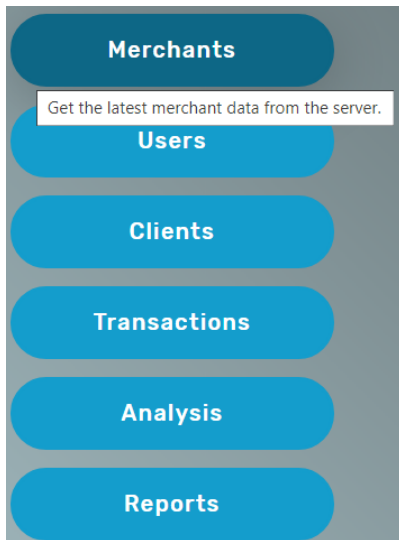 Merchants
Get the latest merchant data from the server.
Users
Clients
Transactions
Analysis
Reports